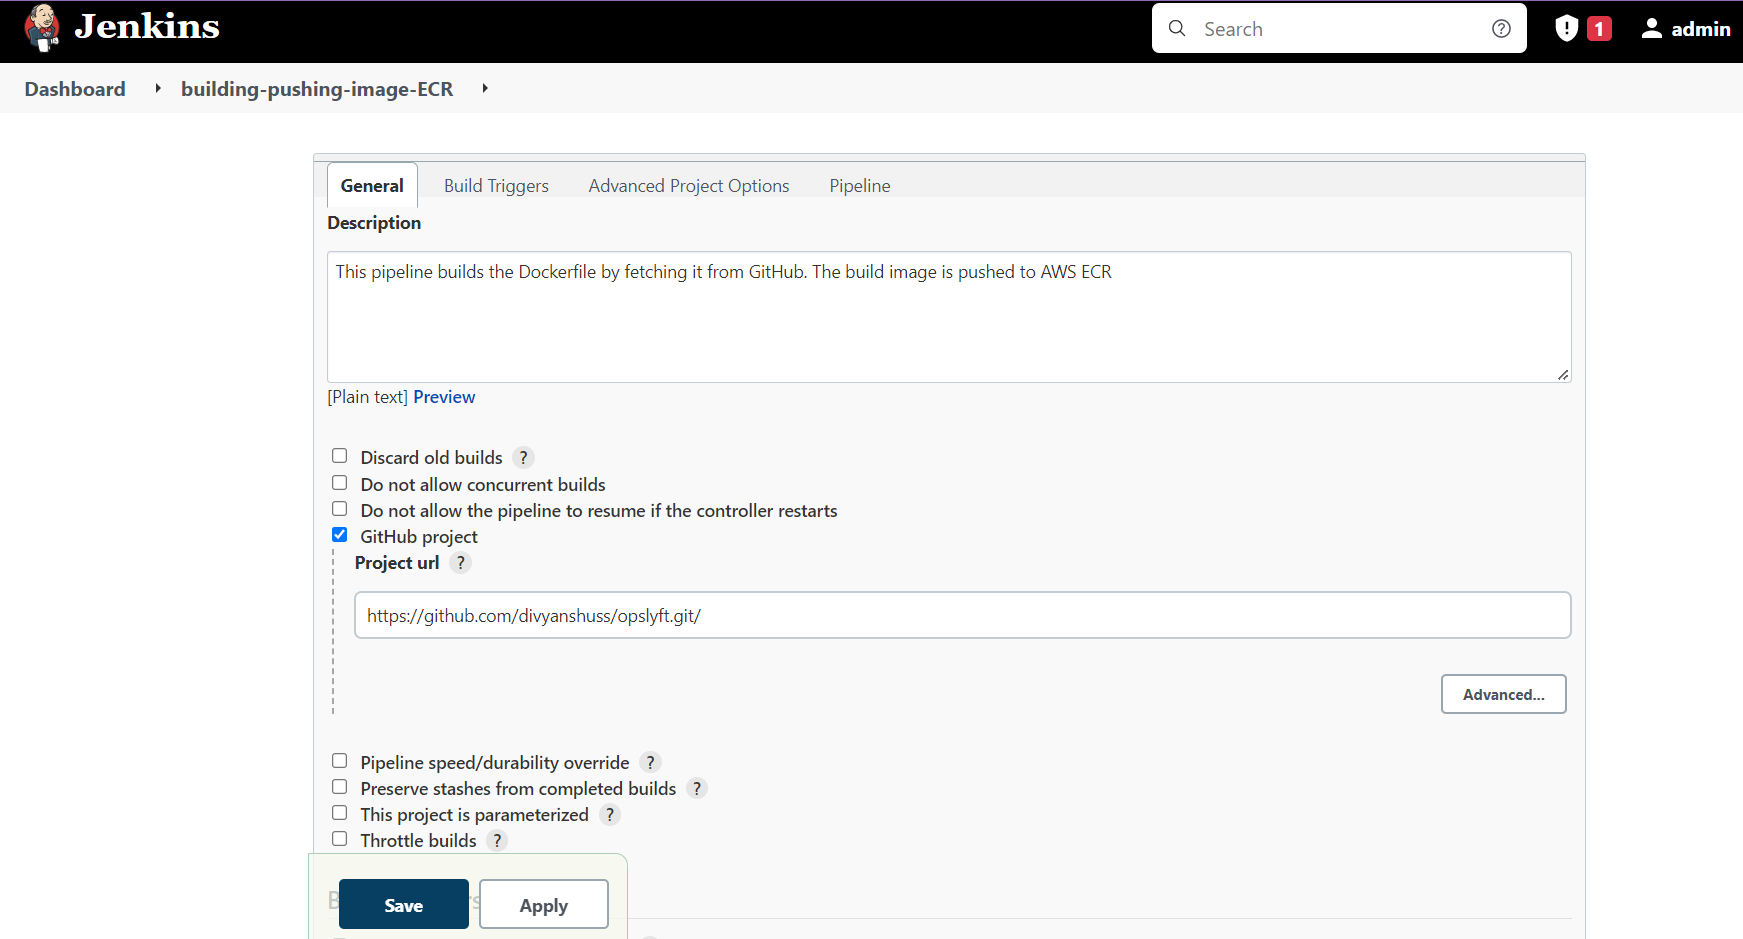 Jenkins
Search
?
!
1
admin
Dashboard
building-pushing-image-ECR
General
Build Triggers
Advanced Project Options
Pipeline
Description
This pipeline builds the Dockerfile by fetching it from GitHub. The build image is pushed to AWS ECR
[Plain text] Preview
Discard old builds ?
Do not allow concurrent builds
Do not allow the pipeline to resume if the controller restarts
GitHub project
Project url ?
https://github.com/divyanshuss/opslyft.git/
Advanced...
Pipeline speed/durability override ?
Preserve stashes from completed builds ?
This project is parameterized ?
Throttle builds ?
Save
Apply